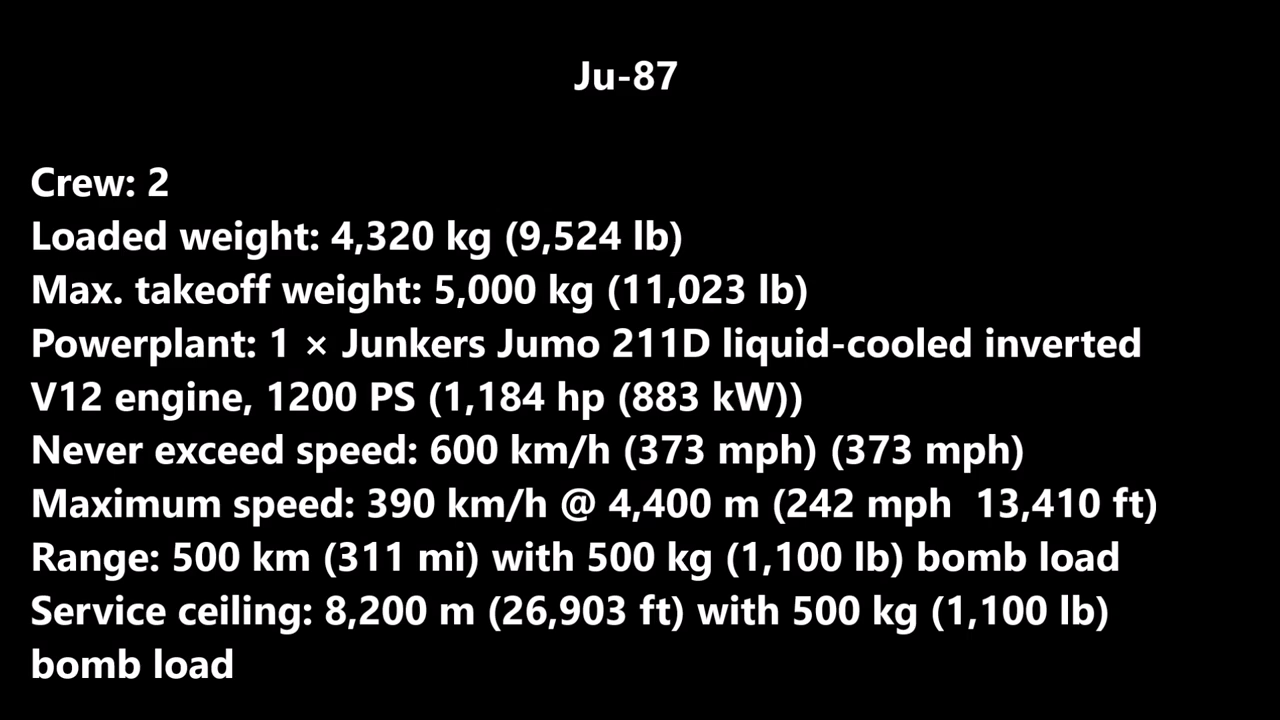 Ju-87
Crew: 2
Loaded weight: 4,320 kg (9,524 lb)
Max. takeoff weight: 5,000 kg (11,023 lb)
Powerplant: 1 × Junkers Jumo 211D liquid-cooled inverted
V12 engine, 1200 PS (1,184 hp (883 kW))
Never exceed speed: 600 km/h (373 mph) (373 mph)
Maximum speed: 390 km/h @ 4,400 m (242 mph  13,410 ft)
Range: 500 km (311 mi) with 500 kg (1,100 lb) bomb load
Service ceiling: 8,200 m (26,903 ft) with 500 kg (1,100 lb)
bomb load